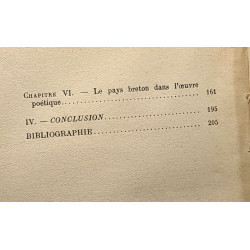 CHAPITRE VI. — Le pays breton dans l'œuvre
poétique.................... 161
IV. — CONCLUSION.................... 195
BIBLIOGRAPHIE.................... 205